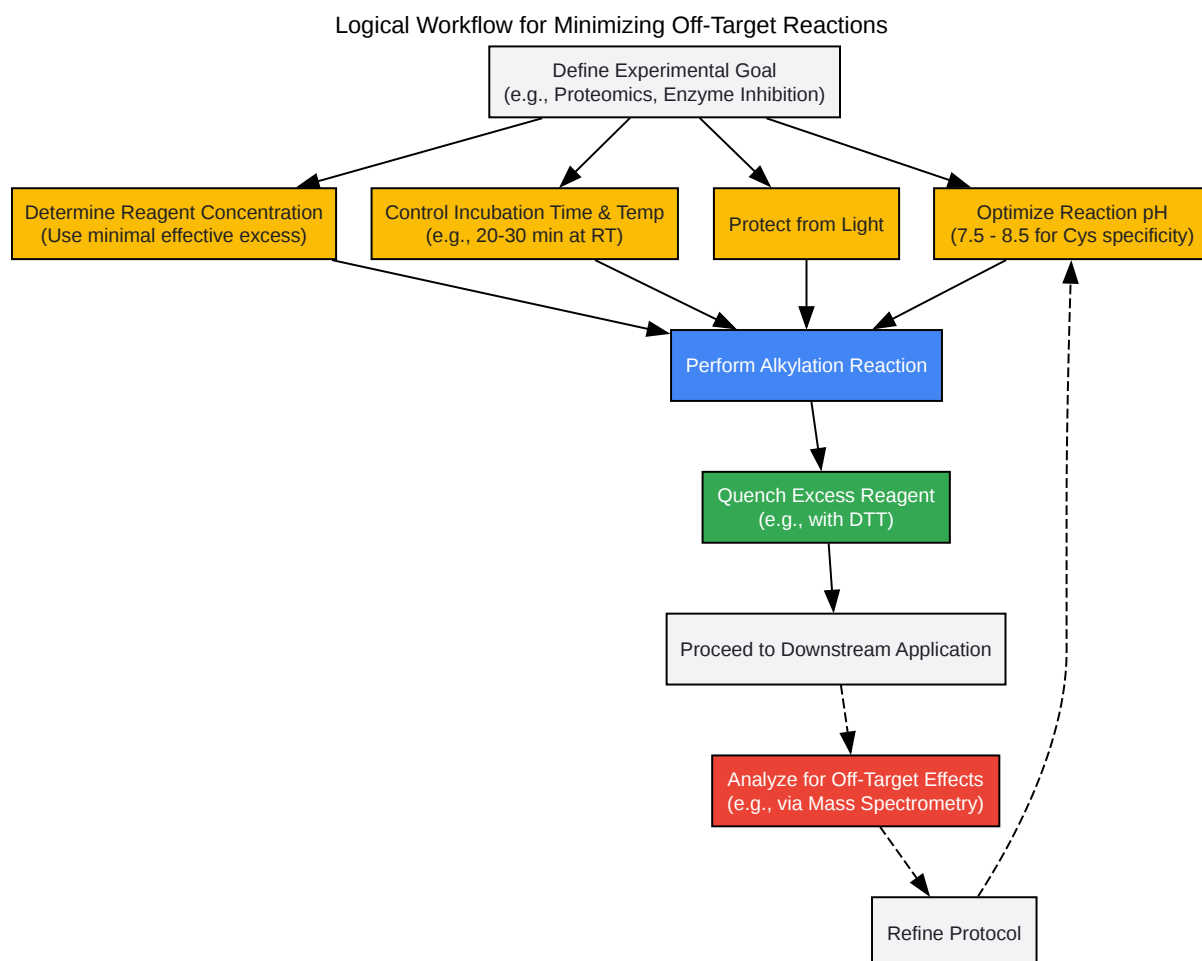 Logical Workflow for Minimizing Off-Target Reactions
Define Experimental Goal
(e.g., Proteomics, Enzyme Inhibition)
Determine Reagent Concentration
(Use minimal effective excess)
Control Incubation Time & Temp
(e.g., 20-30 min at RT)
Protect from Light
Optimize Reaction pH
(7.5 - 8.5 for Cys specificity)
Perform Alkylation Reaction
Quench Excess Reagent
(e.g., with DTT)
Proceed to Downstream Application
Analyze for Off-Target Effects
(e.g., via Mass Spectrometry)
Refine Protocol